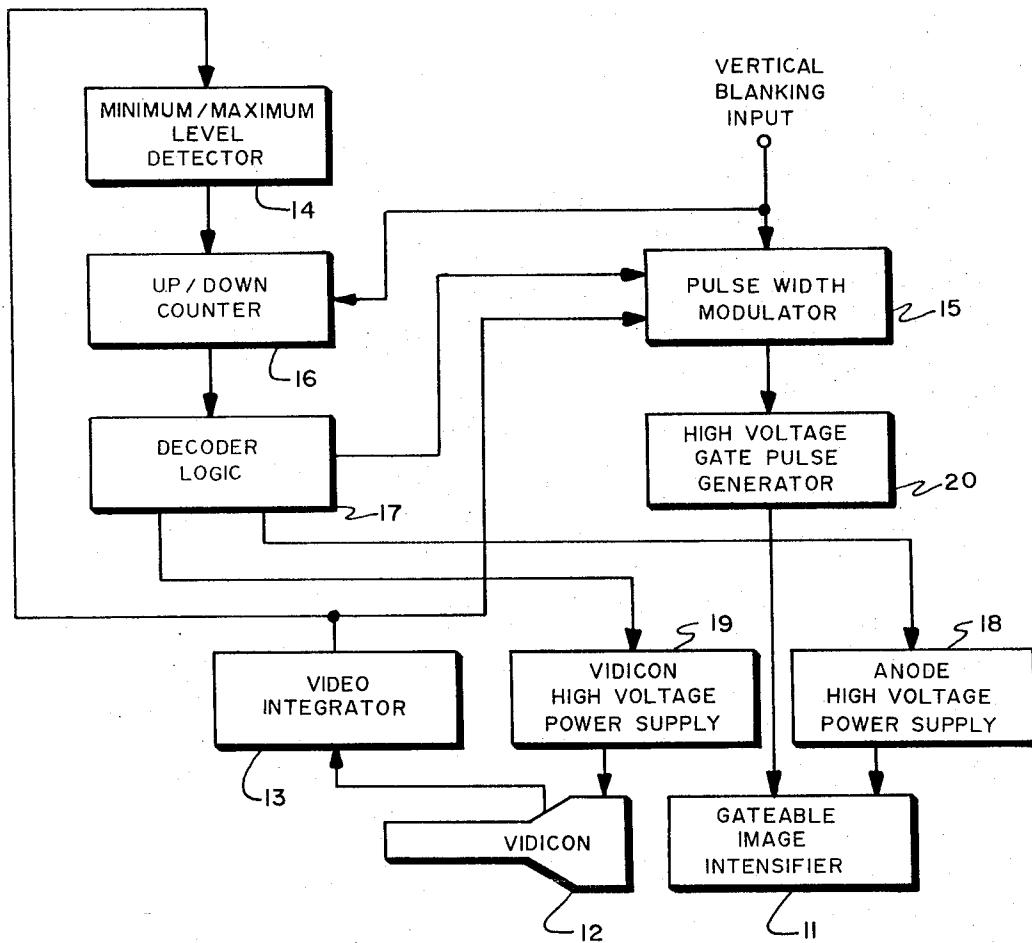 MINIMUM/MAXIMUM
LEVEL
DETECTOR
14
VERTICAL
BLANKING
INPUT
UP/DOWN
COUNTER
16
PULSE WIDTH
MODULATOR
15
DECODER
LOGIC
17
HIGH VOLTAGE
GATE PULSE
GENERATOR
20
VIDEO
INTEGRATOR
13
19
VIDICON
HIGH VOLTAGE
POWER SUPPLY
18
ANODE
HIGH VOLTAGE
POWER SUPPLY
VIDICON
12
GATEABLE
IMAGE
INTENSIFIER
11